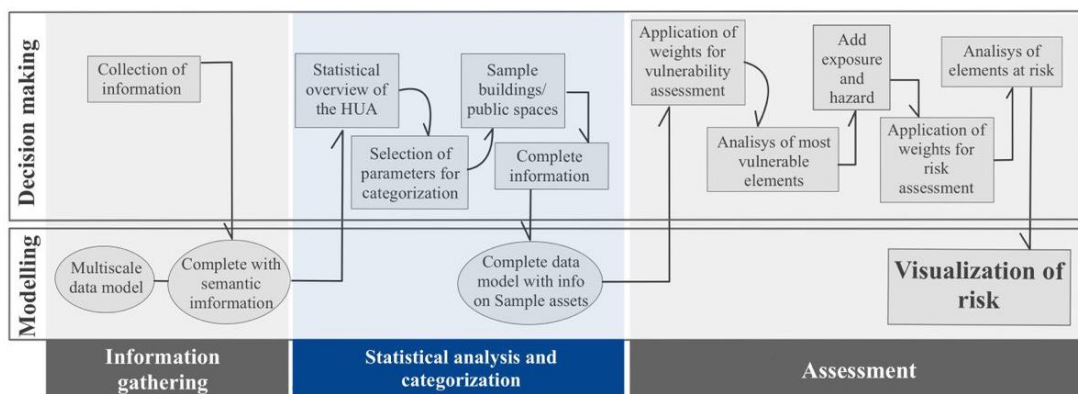 Decision making
Collection of
information
Statistical
overview of
the HUA
Selection of
parameters for
categorization
Sample
buildings/
public spaces
Complete
information
Application of
weights for
vulnerability
assessment
Analisys of most
vulnerable
elements
Add
exposure
and
hazard
Application of
weights for
risk
assessment
Analisys of
elements at risk
Modelling
Multiscale
data model
Complete with
semantic
imformation
Complete data
model with info
on Sample assets
Visualization of
risk
Information
gathering
Statistical analysis and
categorization
Assessment